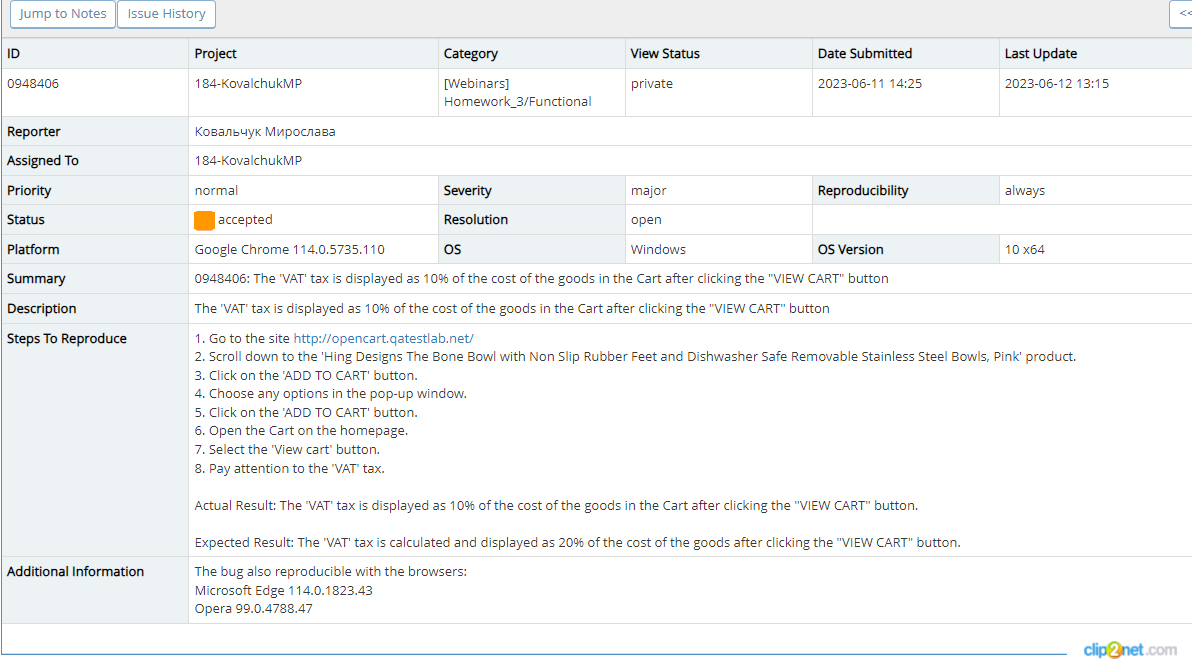 Jump to Notes Issue History <<
ID Project Category View Status Date Submitted Last Update
0948406 184-KovalchukMP [Webinars] private 2023-06-11 14:25 2023-06-12 13:15
Homework_3/Functional
Reporter Ковальчук Мирослава
Assigned To 184-KovalchukMP
Priority normal Severity major Reproducibility always
Status accepted Resolution open
Platform Google Chrome 114.0.5735.110 OS Windows OS Version 10 x64
Summary 0948406: The 'VAT' tax is displayed as 10% of the cost of the goods in the Cart after clicking the "VIEW CART" button
Description The 'VAT' tax is displayed as 10% of the cost of the goods in the Cart after clicking the "VIEW CART" button
Steps To Reproduce 1. Go to the site http://opencart.qatestlab.net/
2. Scroll down to the 'Hing Designs The Bone Bowl with Non Slip Rubber Feet and Dishwasher Safe Removable Stainless Steel Bowls, Pink' product.
3. Click on the 'ADD TO CART' button.
4. Choose any options in the pop-up window.
5. Click on the 'ADD TO CART' button.
6. Open the Cart on the homepage.
7. Select the 'View cart' button.
8. Pay attention to the 'VAT' tax.
Actual Result: The 'VAT' tax is displayed as 10% of the cost of the goods in the Cart after clicking the "VIEW CART" button.
Expected Result: The 'VAT' tax is calculated and displayed as 20% of the cost of the goods after clicking the "VIEW CART" button.
Additional Information The bug also reproducible with the browsers:
Microsoft Edge 114.0.1823.43
Opera 99.0.4788.47
clip2net.com